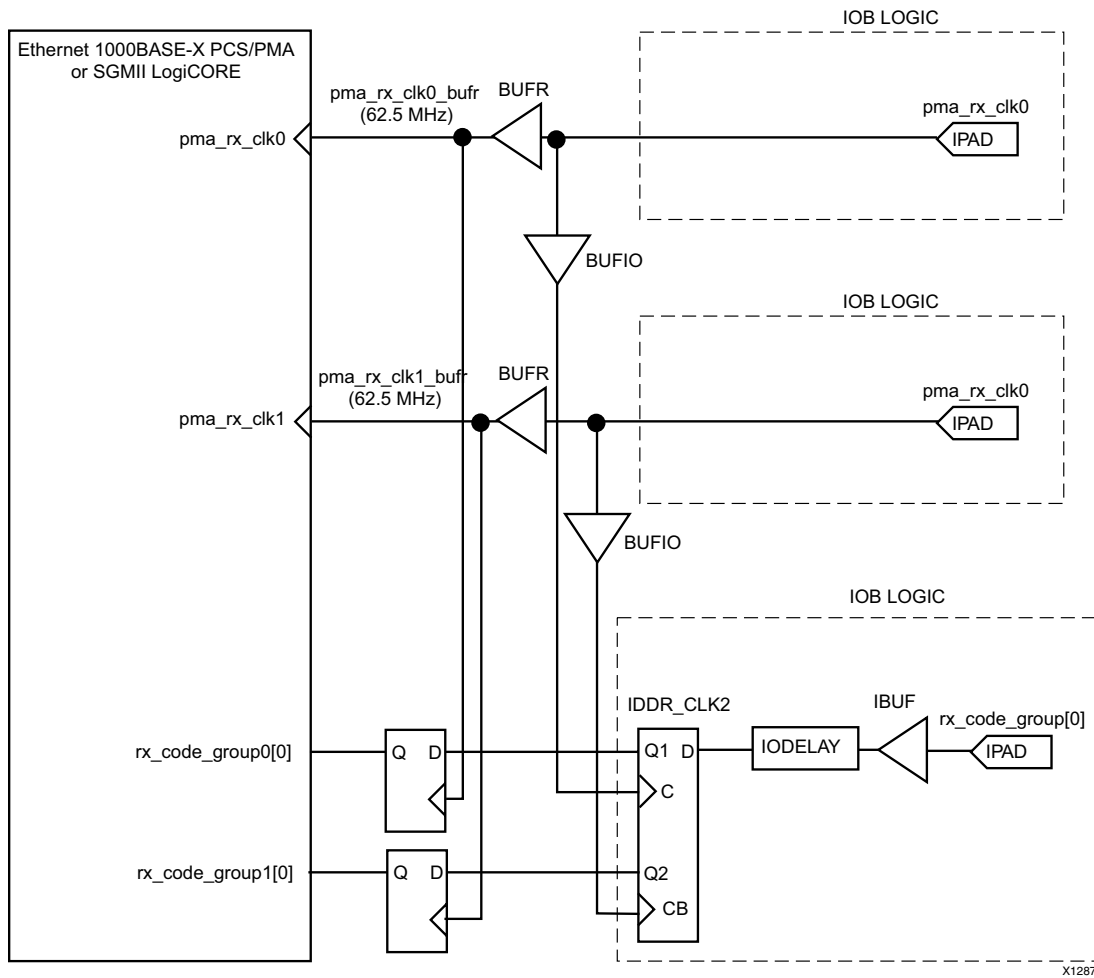 IOB LOGIC
Ethernet 1000BASE-X PCS/PMA
or SGMII LogiCORE
pma_rx_clk0_bufr
(62.5 MHz)
BUFR
pma_rx_clk0
pma_rx_clk0
IPAD
BUFIO
IOB LOGIC
pma_rx_clk1_bufr
(62.5 MHz)
BUFR
pma_rx_clk0
pma_rx_clk1
IPAD
BUFIO
IOB LOGIC
IDDR_CLK2
IBUF
rx_code_group[0]
rx_code_group0[0]
Q D
Q1 D
IODELAY
IPAD
C
rx_code_group1[0]
Q D
Q2
CB
X1287